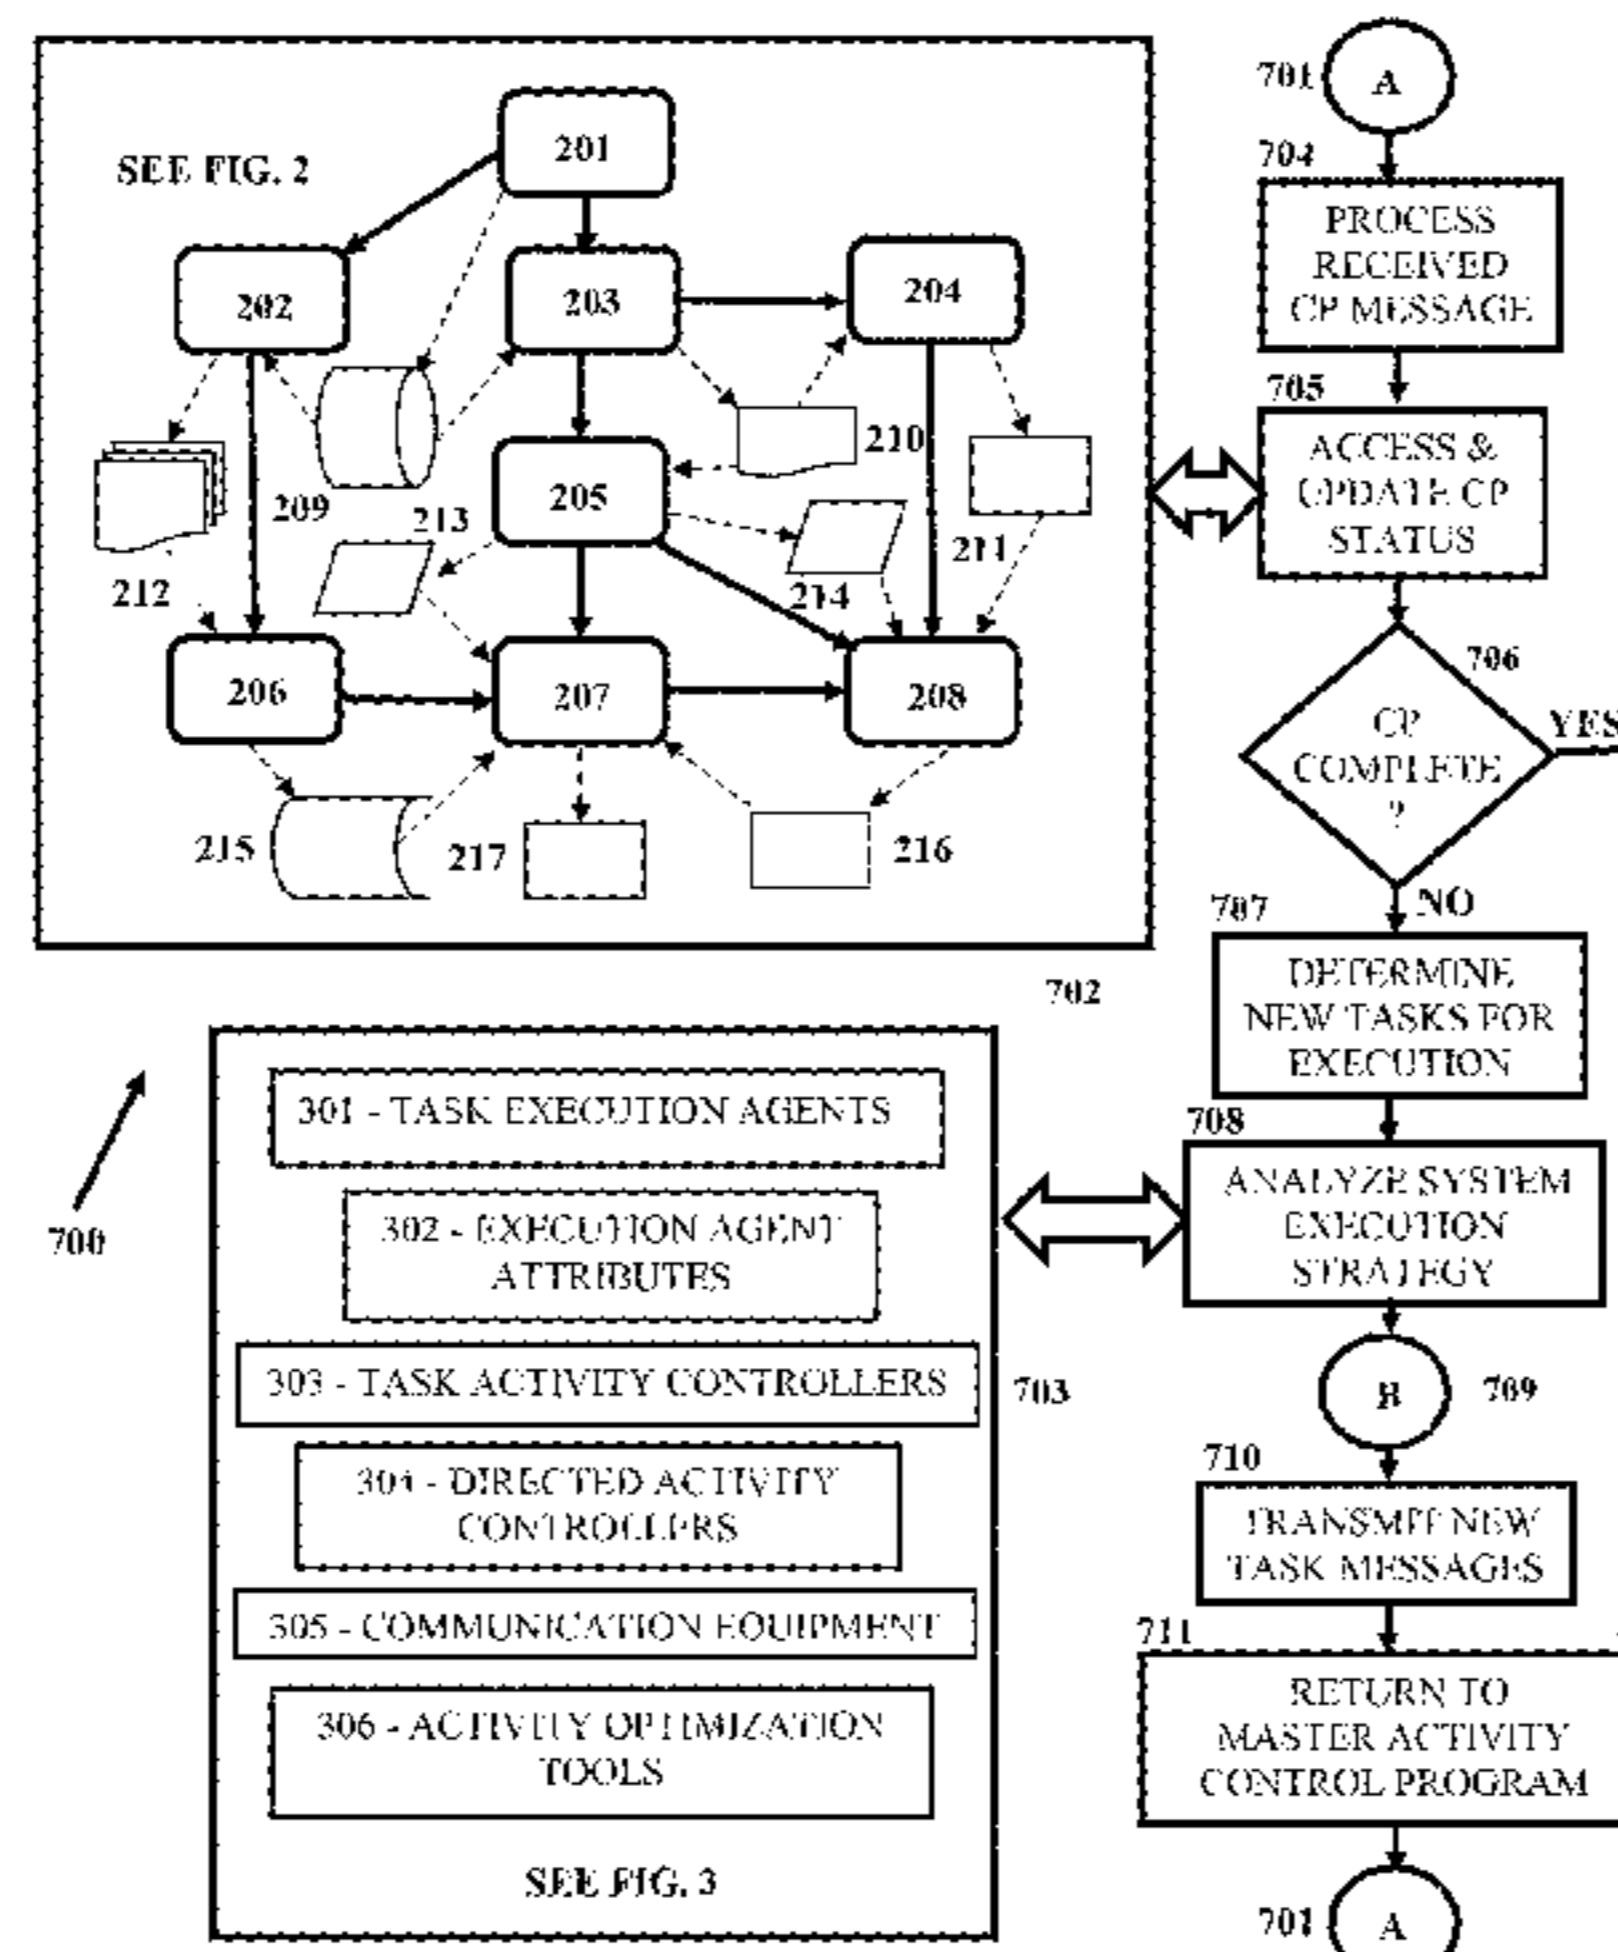 SEE FIG. 2
201
202
203
204
209
210
205
213
211
214
212
206
207
208
215
217
216
702
700
301 - TASK EXECUTION AGENTS
302 - EXECUTION AGENT
ATTRIBUTES
303 - TASK ACTIVITY CONTROLLERS
703
304 - DIRECTED ACTIVITY
CONTROLLERS
305 - COMMUNICATION EQUIPMENT
306 - ACTIVITY OPTIMIZATION
TOOLS
SEE FIG. 3
701
A
704
PROCESS
RECEIVED
CP MESSAGE
705
ACCESS &
UPDATE CP
STATUS
706
CP
COMPLETE
?
YES
NO
707
DETERMINE
NEW TASKS FOR
EXECUTION
708
ANALYZE SYSTEM
EXECUTION
STRATEGY
B
709
710
TRANSMIT NEW
TASK MESSAGES
711
RETURN TO
MASTER ACTIVITY
CONTROL PROGRAM
701
A